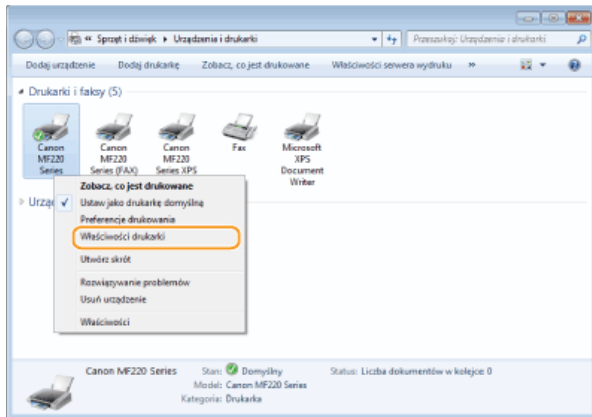 Sprzęt i dźwięk ▸ Urządzenia i drukarki
Przeszukaj: Urządzenia i drukarki
Dodaj urządzenie Dodaj drukarkę Zobacz, co jest drukowane Właściwości serwera wydruku »
Drukarki i faksy (5)
Canon MF220 Series
Canon MF220 Series (FAX)
Canon MF220 Series XPS
Fax
Microsoft XPS Document Writer
Urzą
Zobacz, co jest drukowane
Ustaw jako drukarkę domyślną
Preferencje drukowania
Właściwości drukarki
Utwórz skrót
Rozwiązywanie problemów
Usuń urządzenie
Właściwości
Canon MF220 Series Stan: Domyślny Status: Liczba dokumentów w kolejce: 0
Model: Canon MF220 Series
Kategoria: Drukarka